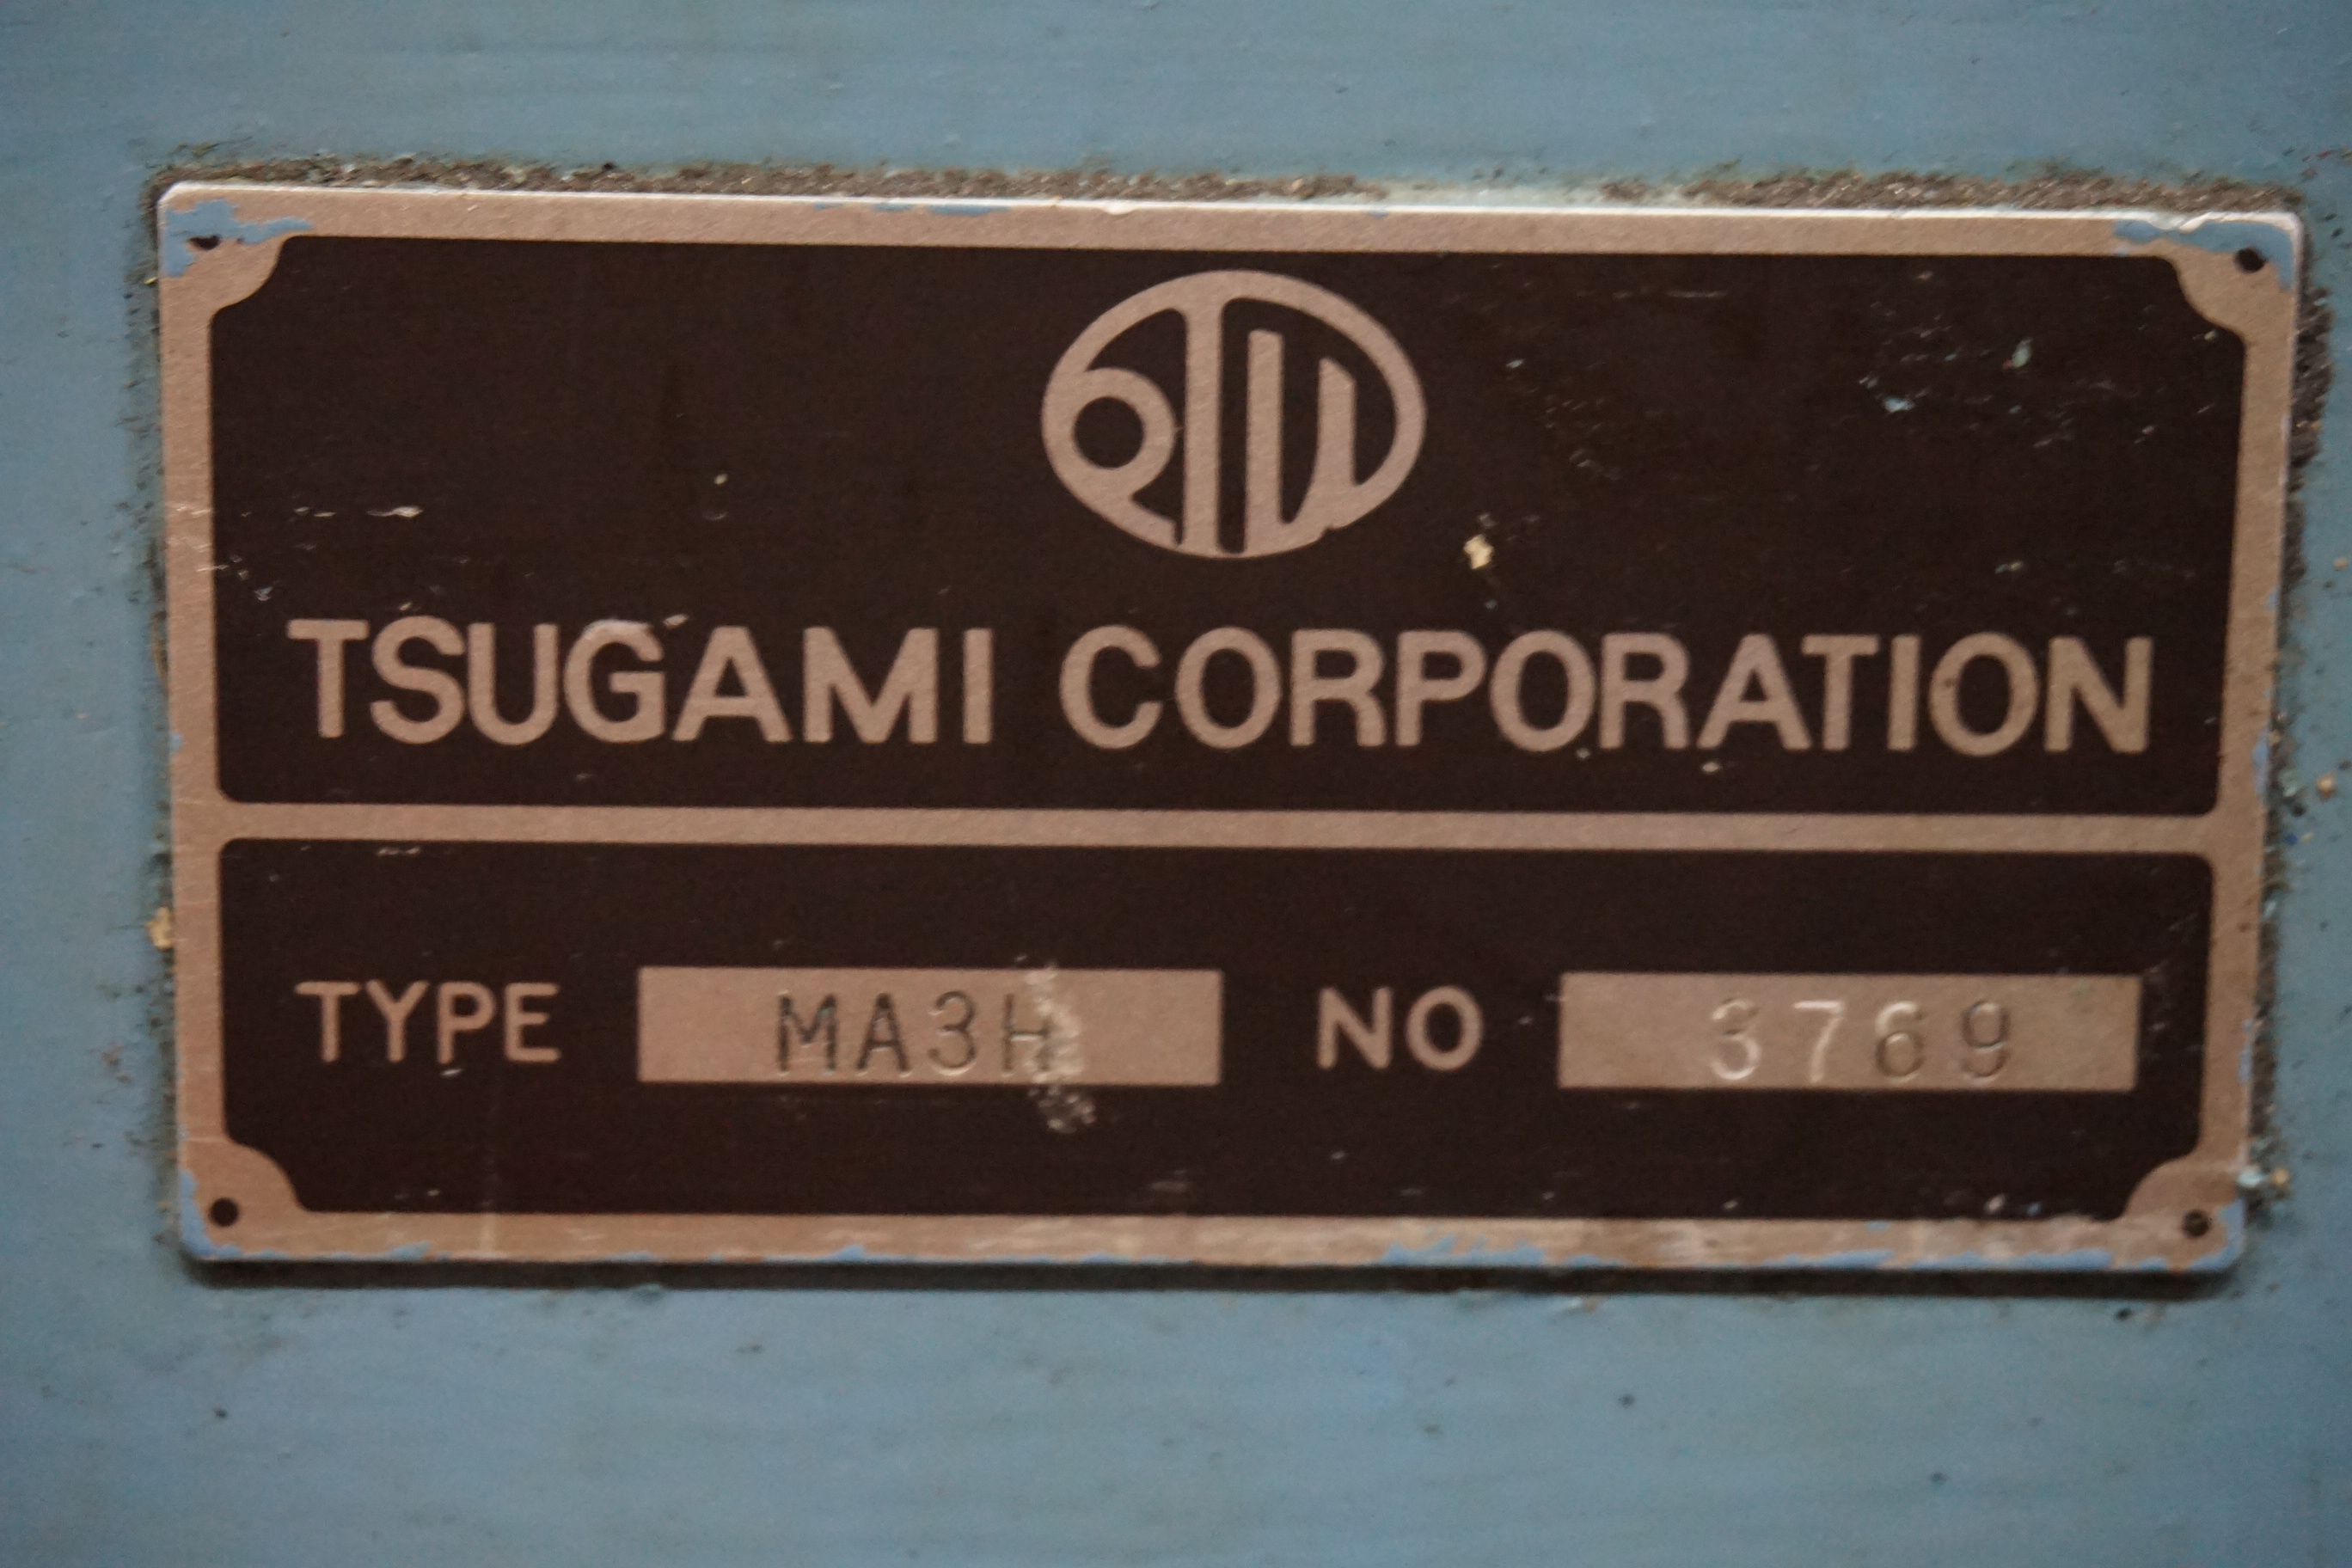 TSUGAMI CORPORATION
TYPE MA3H NO 3769